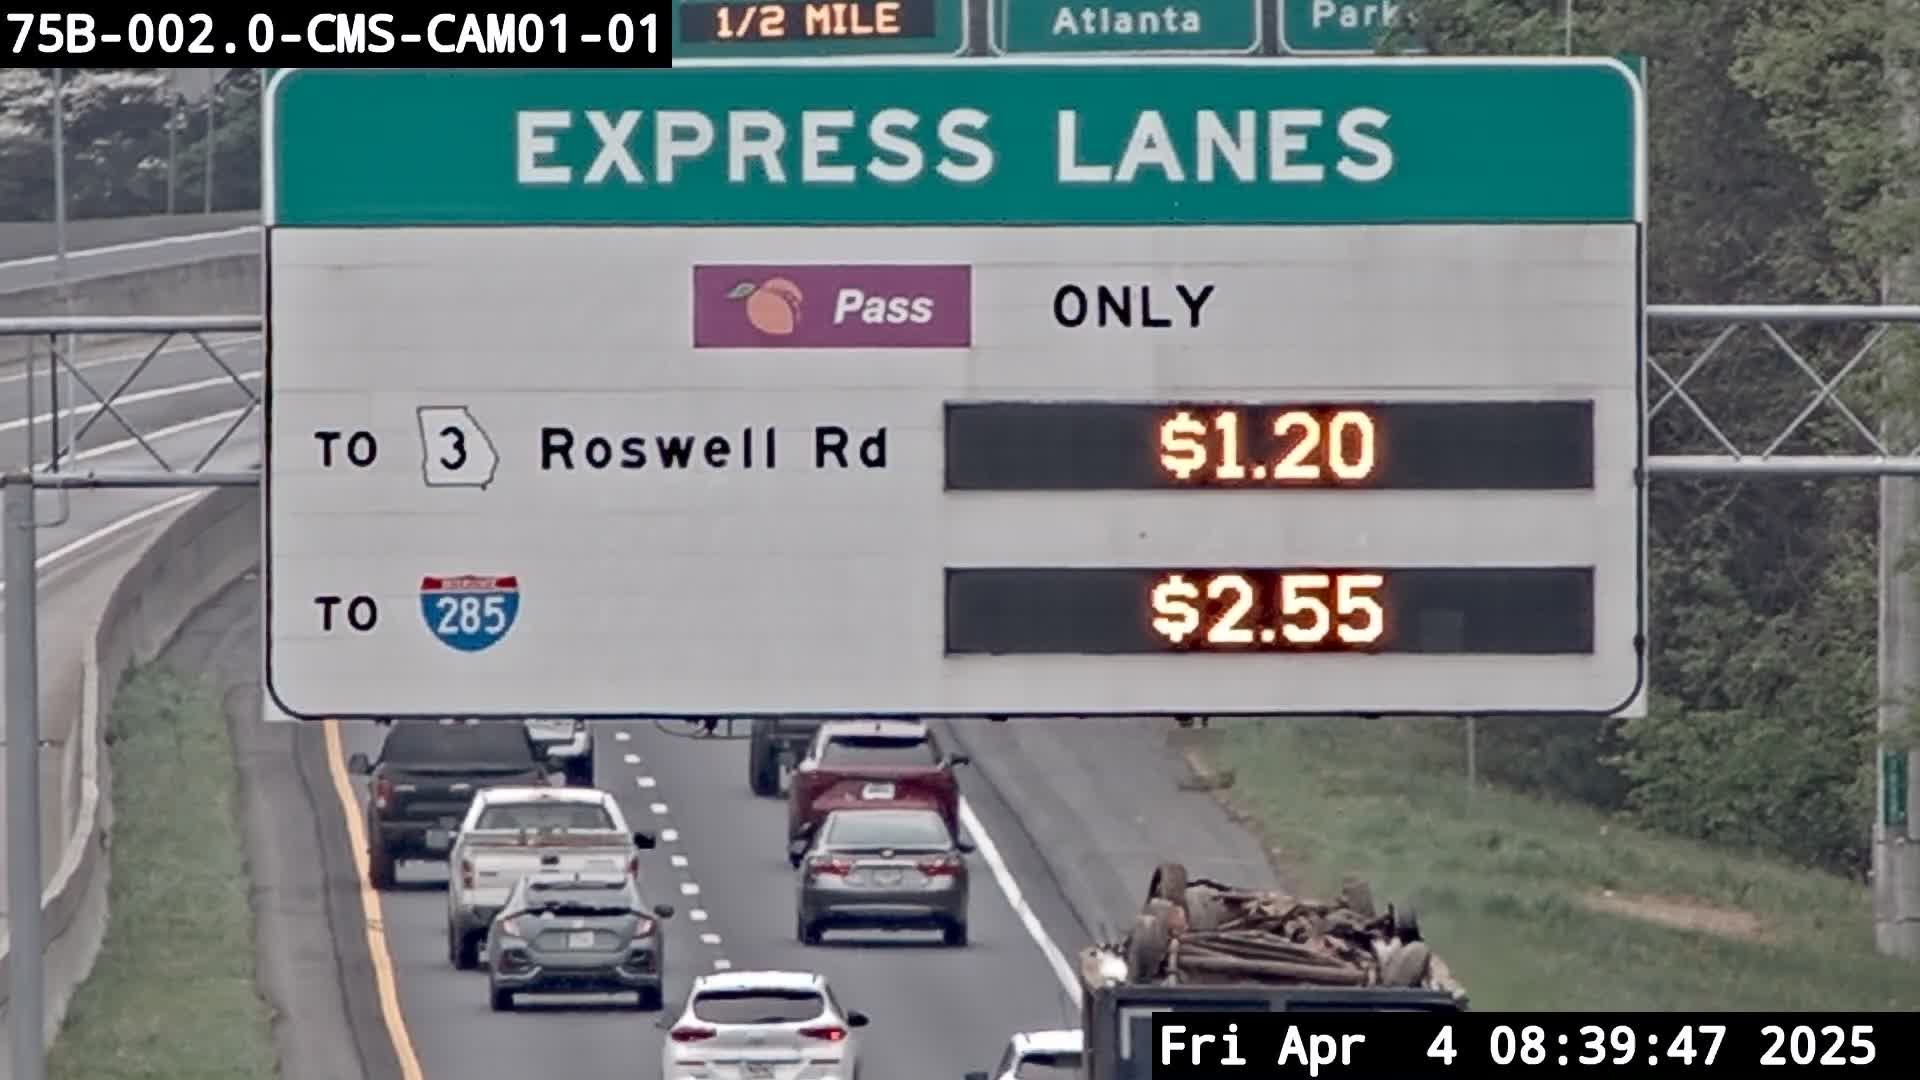 75B-002.0-CMS-CAM01-01
1/2 MILE
Atlanta
Park
EXPRESS LANES
Pass ONLY
TO 3 Roswell Rd $1.20
TO 285 $2.55
Fri Apr 4 08:39:47 2025